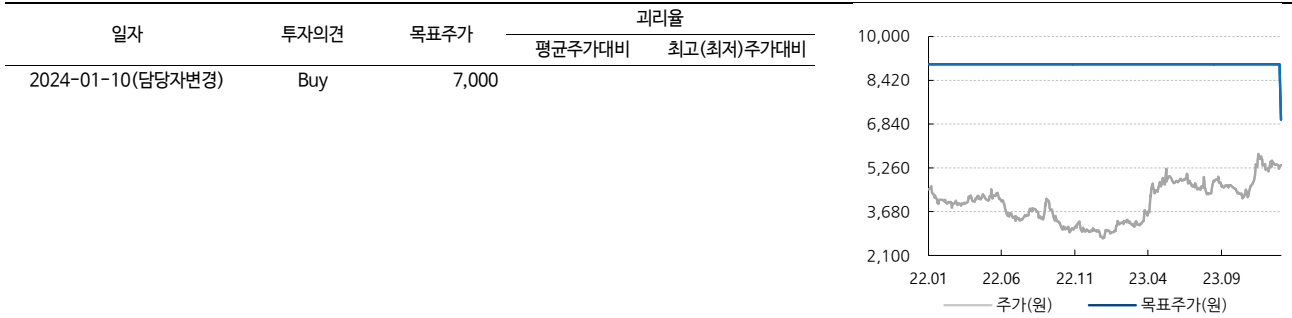 일자 투자의견 목표주가 괴리율
평균주가대비 최고(최저)주가대비
2024-01-10(담당자변경) Buy 7,000
10,000
8,420
6,840
5,260
3,680
2,100
22.01 22.06 22.11 23.04 23.09
주가(원) 목표주가(원)